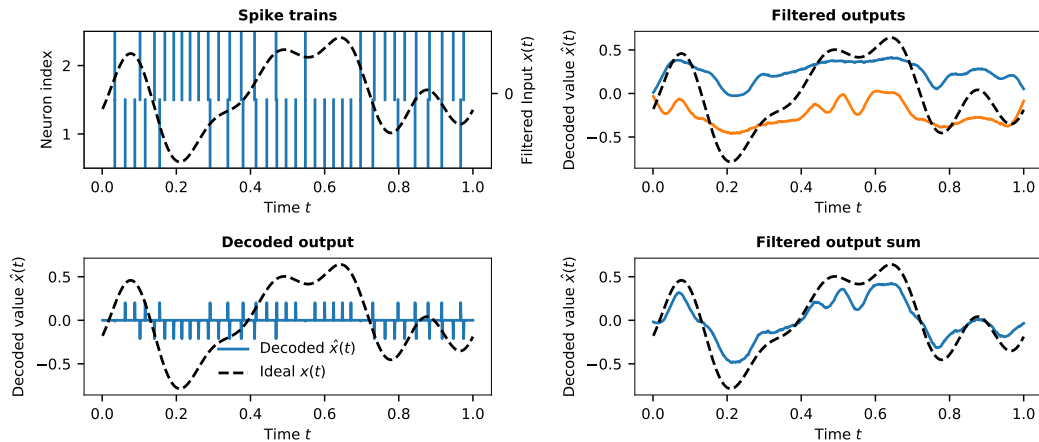 Spike trains
Neuron index
2
1
0
Filtered Input x(t)
0.0 0.2 0.4 0.6 0.8 1.0
Time t
Filtered outputs
Decoded value x̂(t)
0.5
0.0
−0.5
0.0 0.2 0.4 0.6 0.8 1.0
Time t
Decoded output
Decoded value x̂(t)
0.5
0.0
−0.5
Decoded x̂(t)
Ideal x(t)
0.0 0.2 0.4 0.6 0.8 1.0
Time t
Filtered output sum
Decoded value x̂(t)
0.5
0.0
−0.5
0.0 0.2 0.4 0.6 0.8 1.0
Time t